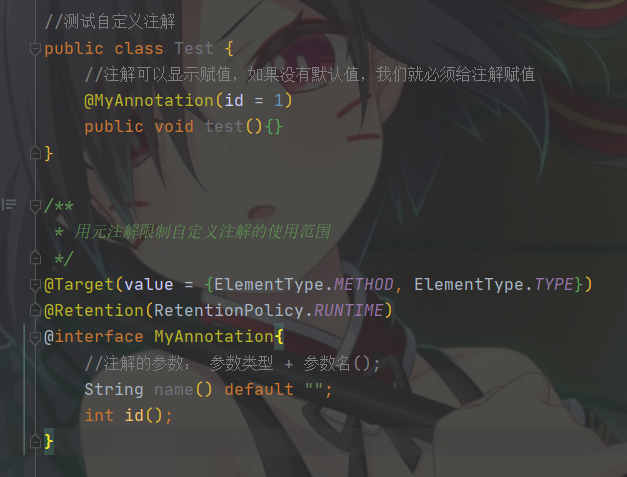 //测试自定义注解
public class Test {
//注解可以显示赋值，如果没有默认值，我们就必须给注解赋值
@MyAnnotation(id = 1)
public void test(){}
}
/**
* 用元注解限制自定义注解的使用范围
*/
@Target(value = {ElementType.METHOD, ElementType.TYPE})
@Retention(RetentionPolicy.RUNTIME)
@interface MyAnnotation{
//注解的参数： 参数类型 + 参数名();
String name() default "";
int id();
}